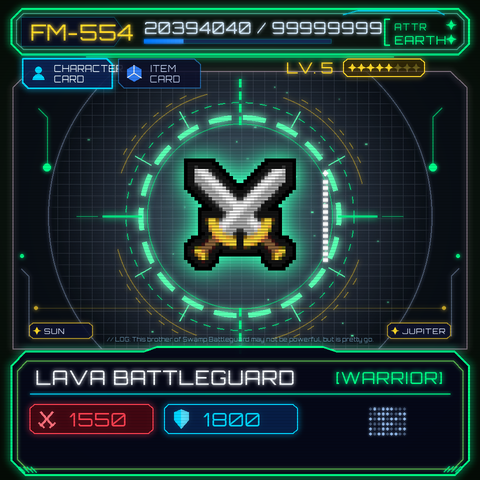 FM-554
20394040 / 99999999
ATTR
EARTH
CHARACTER
CARD
ITEM
CARD
LV.5
SUN
JUPITER
// LOG: This brother of Swamp Battleguard may not be powerful, but is pretty go
LAVA BATTLEGUARD
[WARRIOR]
1550
1800